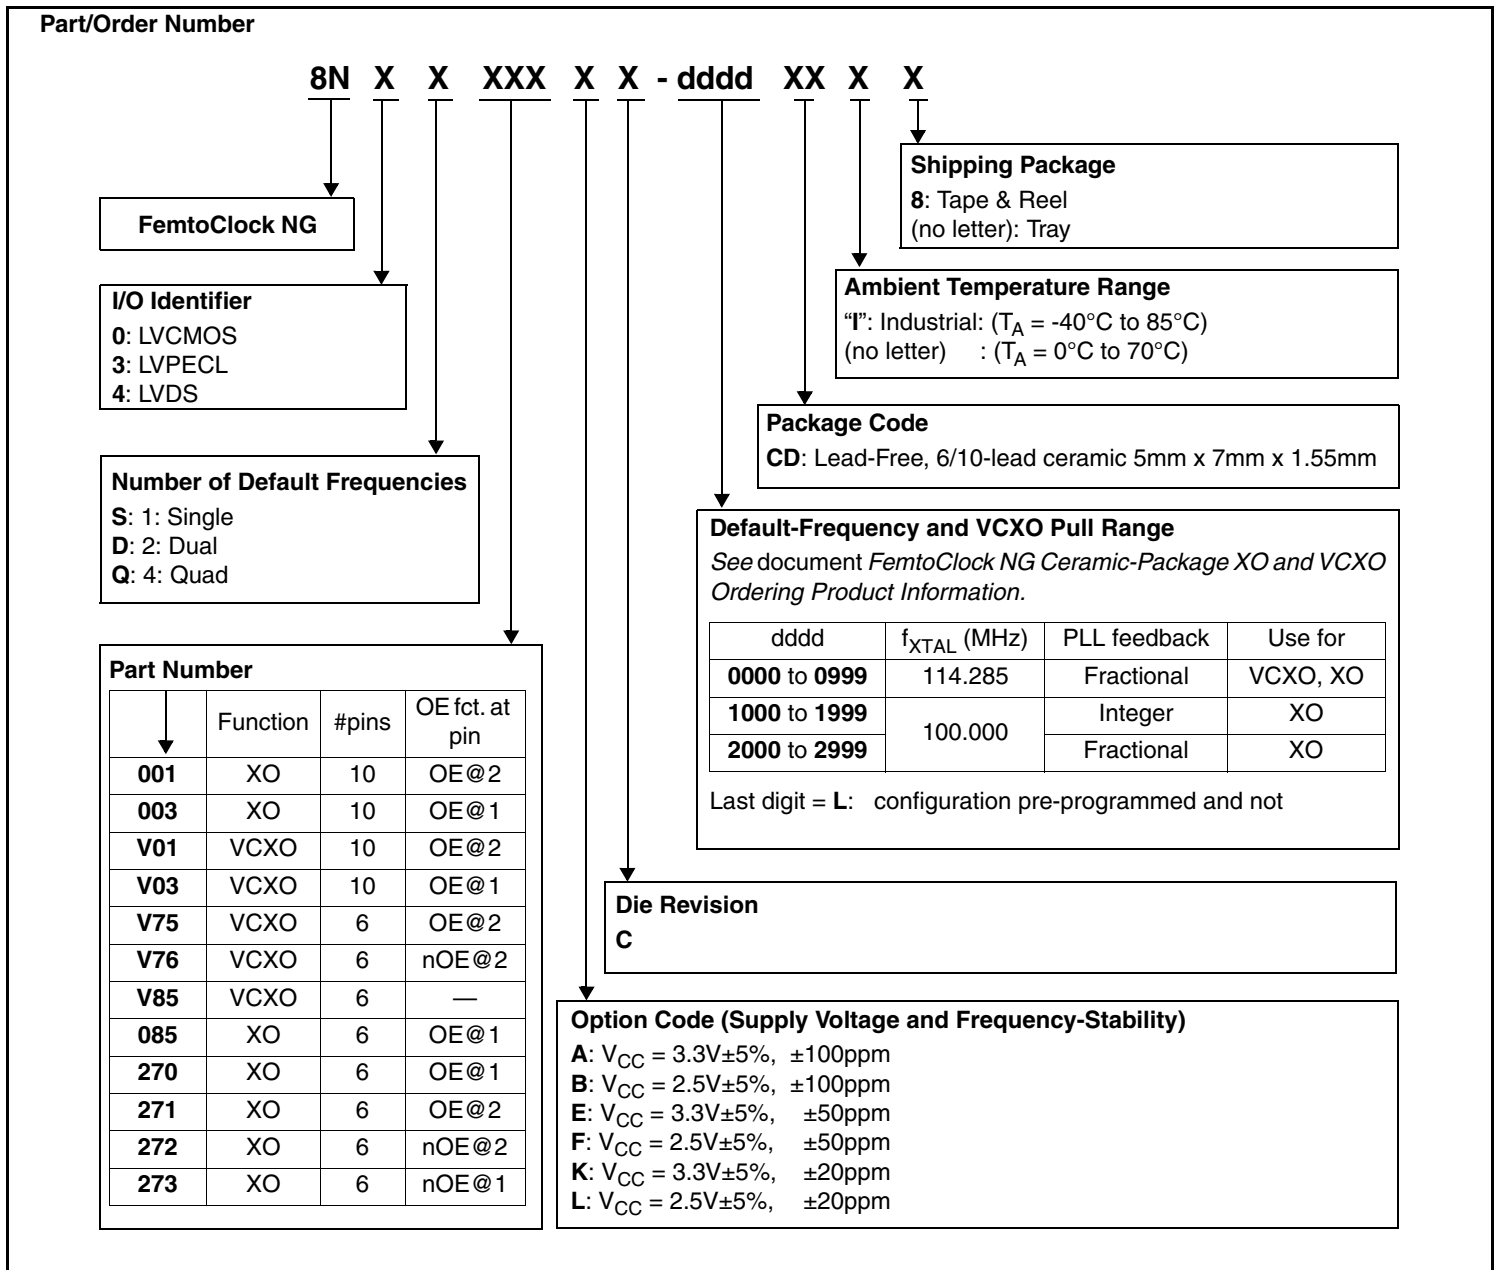 Part/Order Number
8N X X XXX X X - dddd XX X X
Shipping Package
8: Tape & Reel
(no letter): Tray
FemtoClock NG
Ambient Temperature Range
“I”: Industrial: (TA = -40°C to 85°C)
(no letter) : (TA = 0°C to 70°C)
I/O Identifier
0: LVCMOS
3: LVPECL
4: LVDS
Package Code
CD: Lead-Free, 6/10-lead ceramic 5mm x 7mm x 1.55mm
Number of Default Frequencies
S: 1: Single
D: 2: Dual
Q: 4: Quad
Default-Frequency and VCXO Pull Range
See document FemtoClock NG Ceramic-Package XO and VCXO
Ordering Product Information.
dddd fXTAL (MHz) PLL feedback Use for
0000 to 0999 114.285 Fractional VCXO, XO
1000 to 1999 100.000 Integer XO
2000 to 2999 Fractional XO
Last digit = L: configuration pre-programmed and not
Part Number
Function #pins OE fct. at
pin
001 XO 10 OE@2
003 XO 10 OE@1
V01 VCXO 10 OE@2
V03 VCXO 10 OE@1
V75 VCXO 6 OE@2
V76 VCXO 6 nOE@2
V85 VCXO 6 —
085 XO 6 OE@1
270 XO 6 OE@1
271 XO 6 OE@2
272 XO 6 nOE@2
273 XO 6 nOE@1
Die Revision
C
Option Code (Supply Voltage and Frequency-Stability)
A: VCC = 3.3V±5%, ±100ppm
B: VCC = 2.5V±5%, ±100ppm
E: VCC = 3.3V±5%, ±50ppm
F: VCC = 2.5V±5%, ±50ppm
K: VCC = 3.3V±5%, ±20ppm
L: VCC = 2.5V±5%, ±20ppm